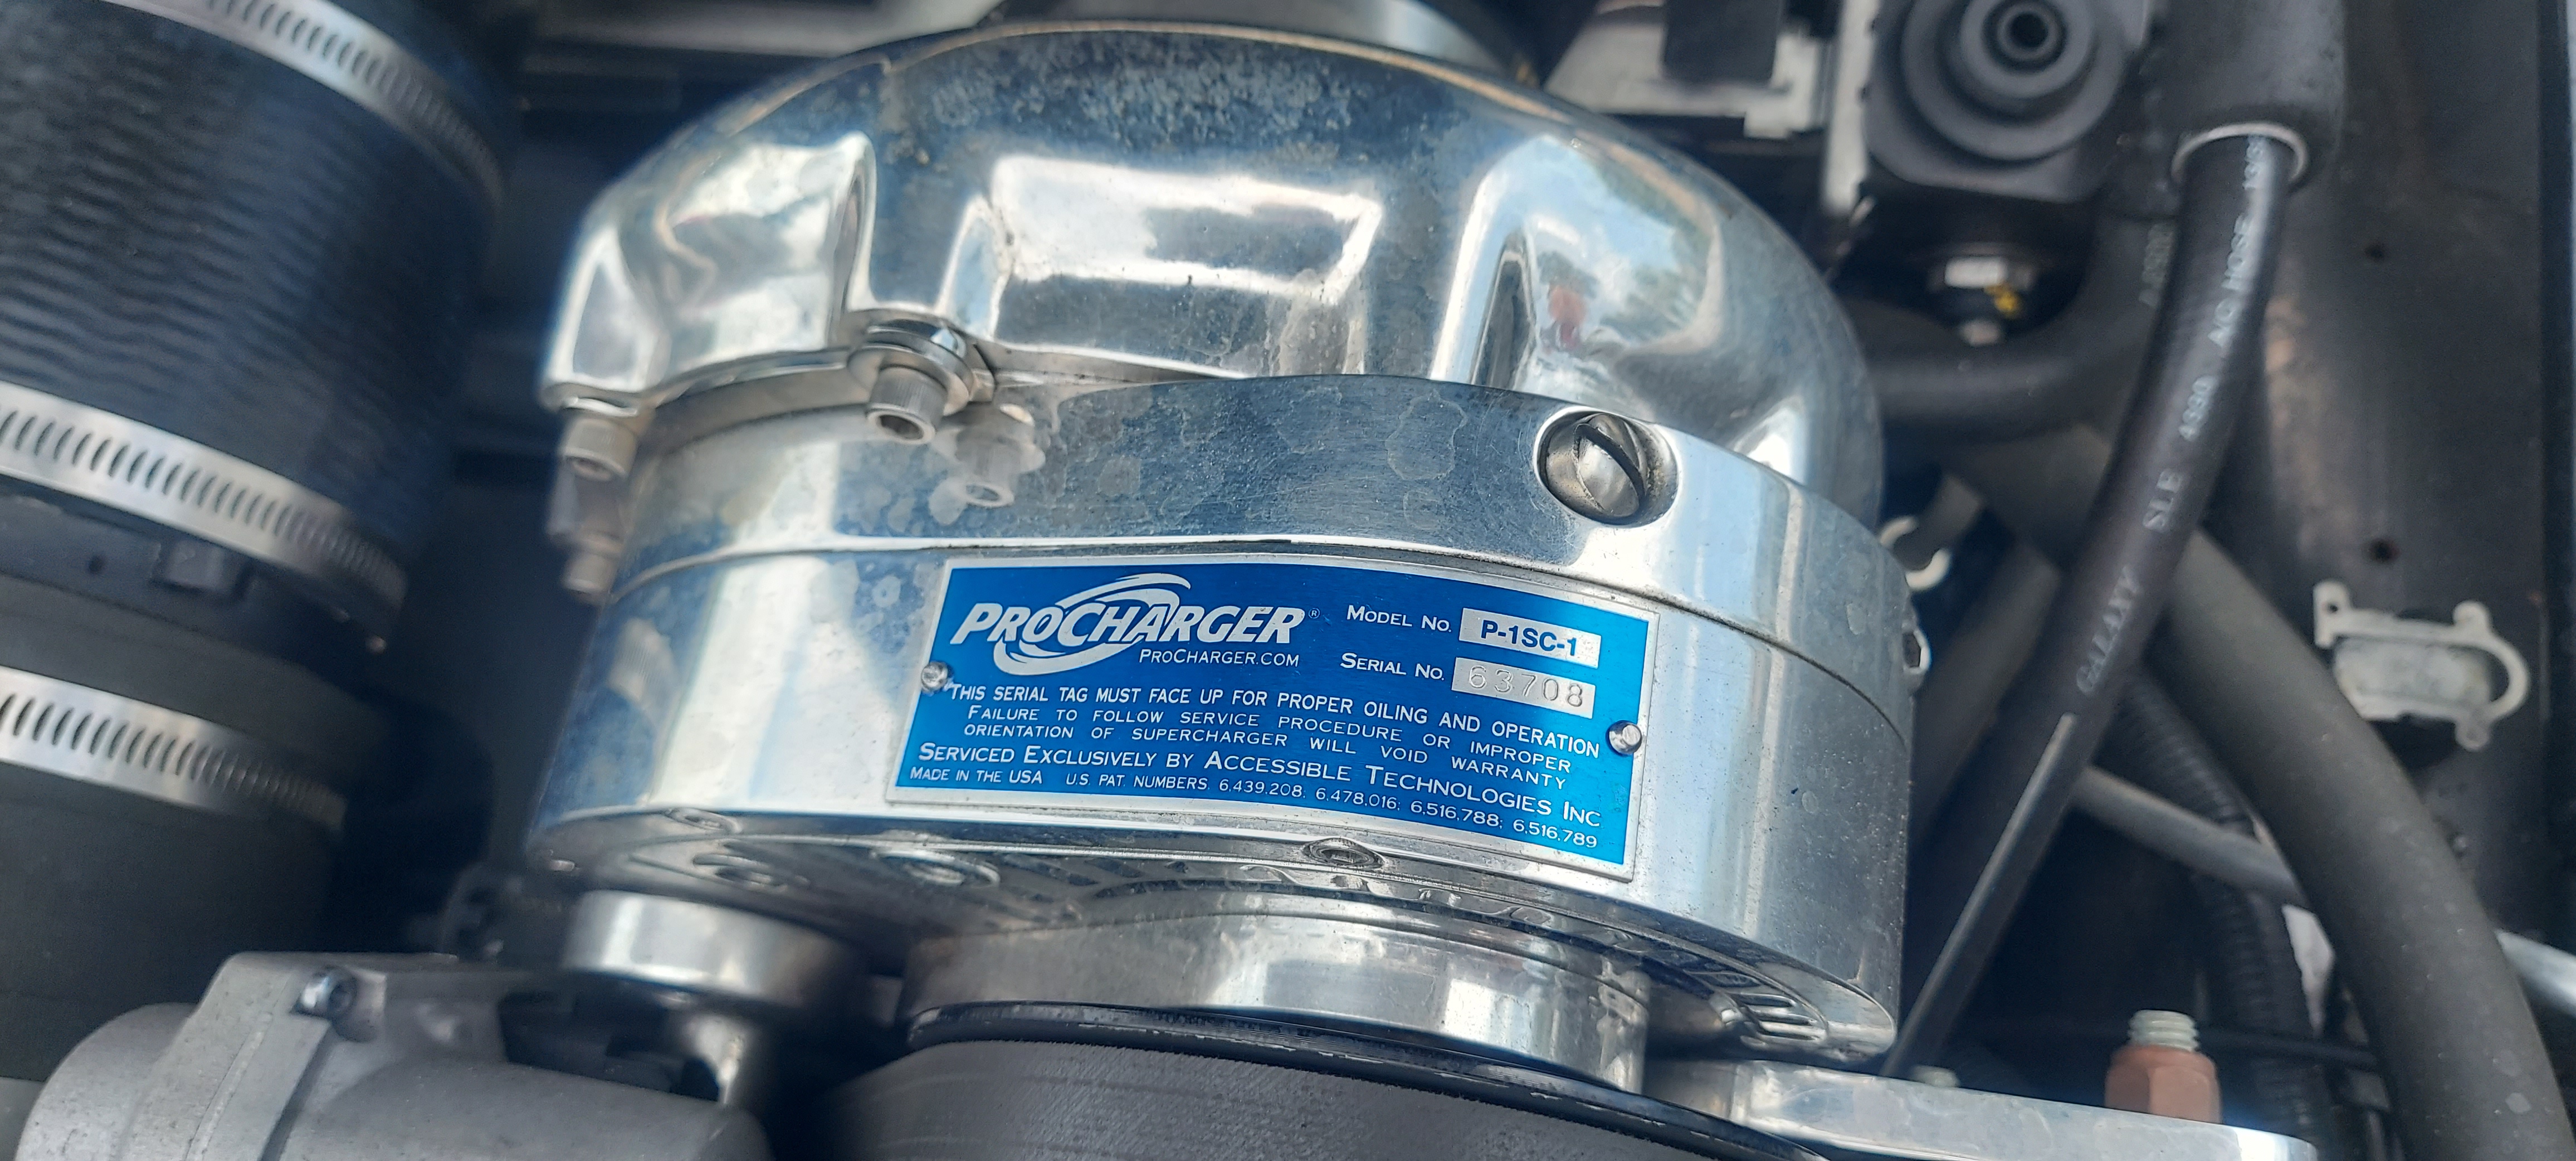 PROCHARGER®
PROCHARGER.COM
MODEL NO. P-1SC-1
SERIAL NO. 63708
THIS SERIAL TAG MUST FACE UP FOR PROPER OILING AND OPERATION
FAILURE TO FOLLOW SERVICE PROCEDURE OR IMPROPER
ORIENTATION OF SUPERCHARGER WILL VOID WARRANTY
SERVICED EXCLUSIVELY BY ACCESSIBLE TECHNOLOGIES INC
MADE IN THE USA U.S. PAT. NUMBERS. 6,439,208; 6,478,016; 6,516,788; 6,516,789
GALAXY SLE 4890 A/C HOSE